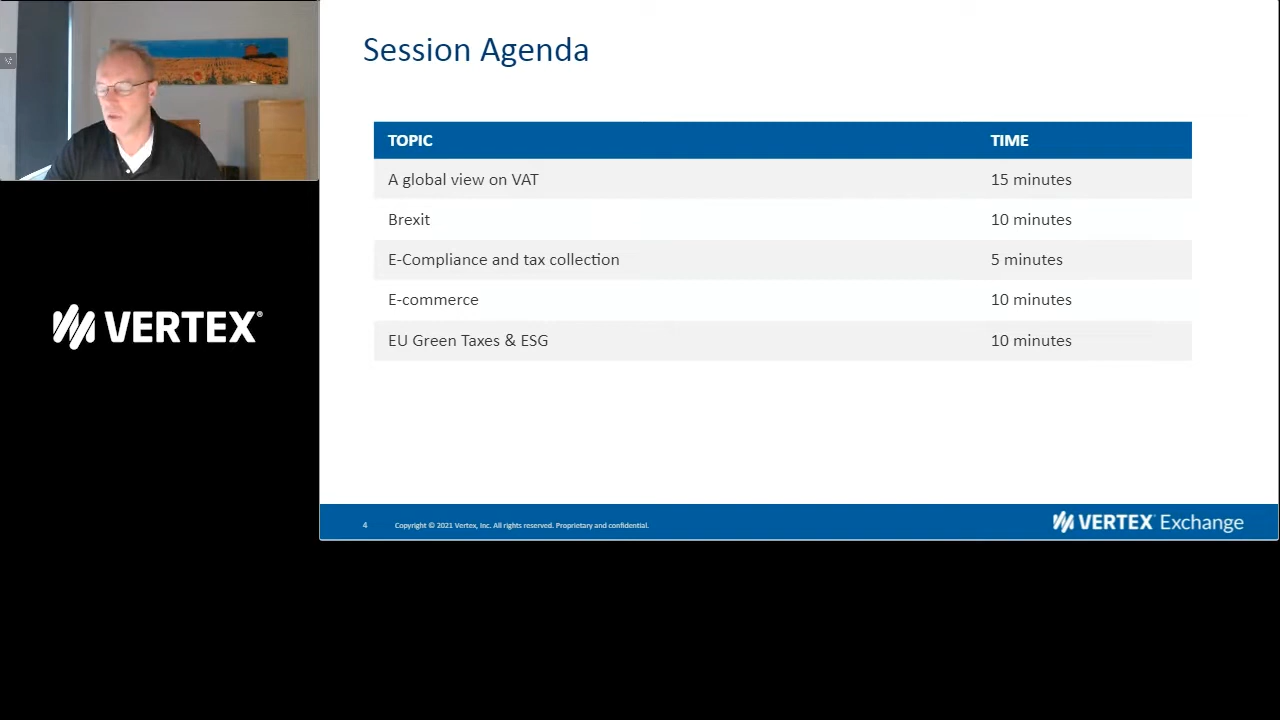 Session Agenda
TOPIC TIME
A global view on VAT 15 minutes
Brexit 10 minutes
E-Compliance and tax collection 5 minutes
E-commerce 10 minutes
EU Green Taxes & ESG 10 minutes
VERTEX®
4 Copyright © 2021 Vertex, Inc. All rights reserved. Proprietary and confidential.
VERTEX Exchange